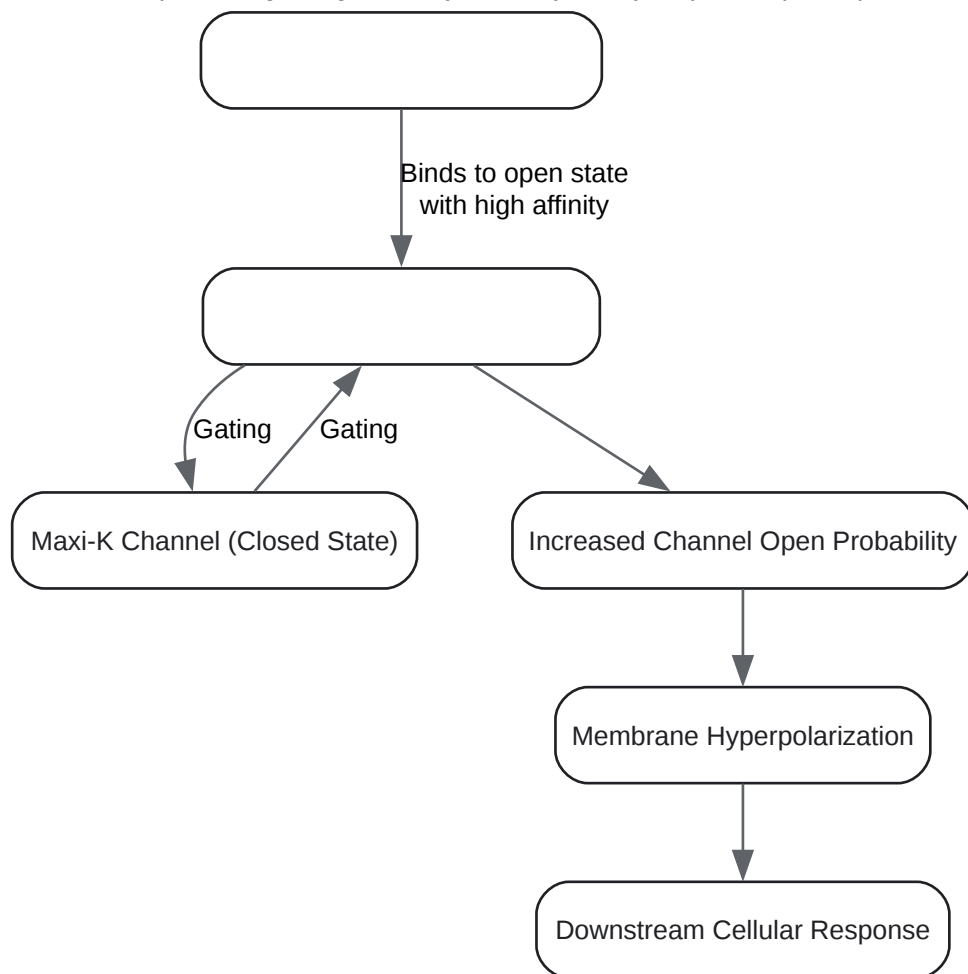 Binds to open state
with high affinity
Gating
Gating
Maxi-K Channel (Closed State)
Increased Channel Open Probability
Membrane Hyperpolarization
Downstream Cellular Response